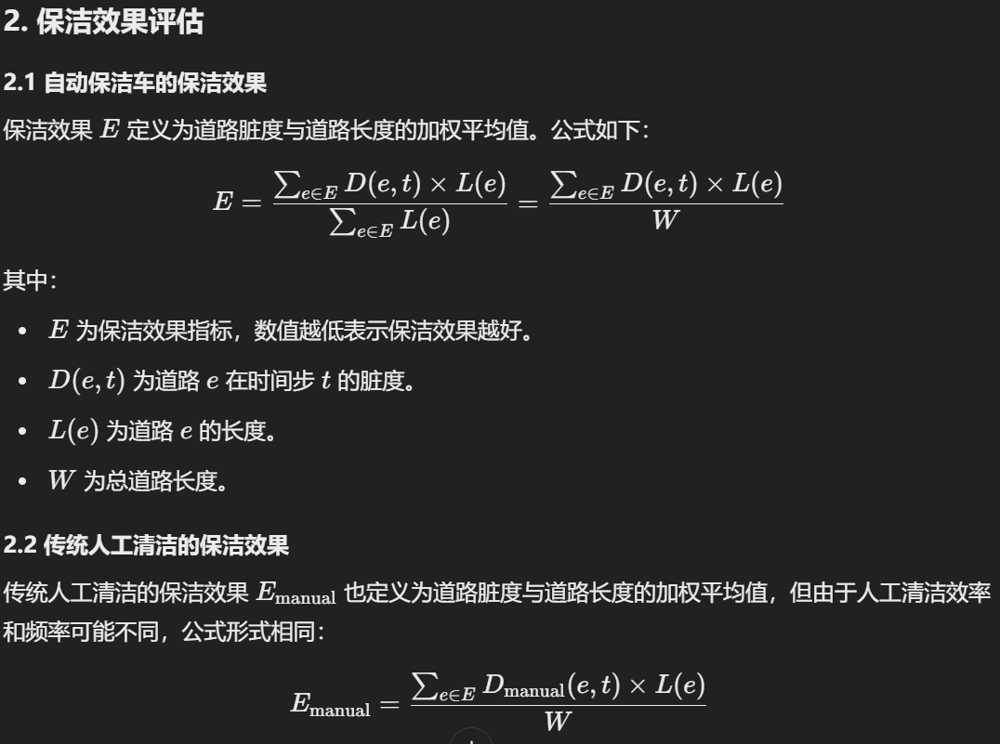 2. 保洁效果评估
2.1 自动保洁车的保洁效果
保洁效果 E 定义为道路脏度与道路长度的加权平均值。公式如下：
E = \frac{\sum_{e \in E} D(e,t) \times L(e)}{\sum_{e \in E} L(e)} = \frac{\sum_{e \in E} D(e,t) \times L(e)}{W}
其中：
• E 为保洁效果指标，数值越低表示保洁效果越好。
• D(e,t) 为道路 e 在时间步 t 的脏度。
• L(e) 为道路 e 的长度。
• W 为总道路长度。
2.2 传统人工清洁的保洁效果
传统人工清洁的保洁效果 E_{manual} 也定义为道路脏度与道路长度的加权平均值，但由于人工清洁效率
和频率可能不同，公式形式相同：
E_{manual} = \frac{\sum_{e \in E} D_{manual}(e,t) \times L(e)}{W}